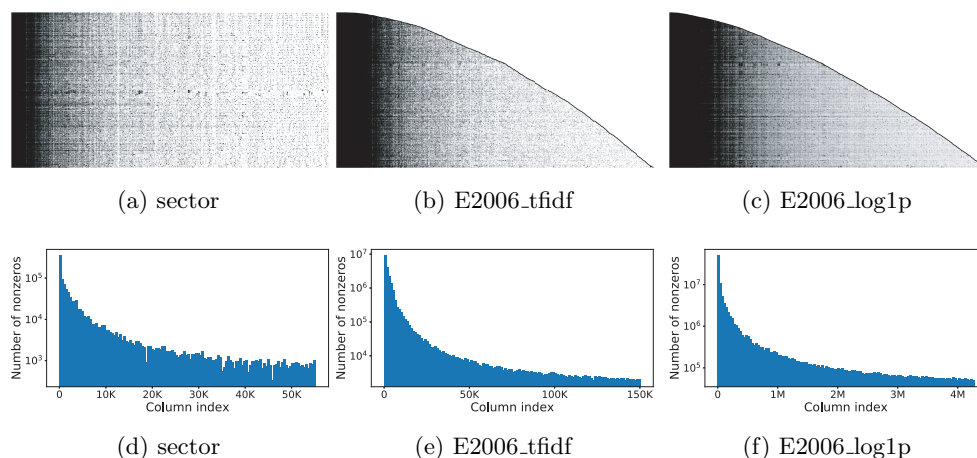 (a) sector
(b) E2006_tfidf
(c) E2006_log1p
Number of nonzeros
10^5
10^4
10^3
0
10K
20K
30K
40K
50K
Column index
(d) sector
Number of nonzeros
10^7
10^6
10^5
10^4
0
50K
100K
150K
Column index
(e) E2006_tfidf
Number of nonzeros
10^7
10^6
10^5
0
1M
2M
3M
4M
Column index
(f) E2006_log1p